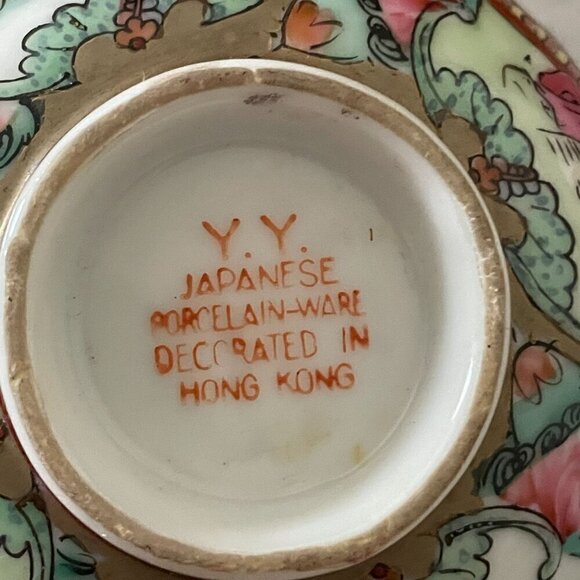 Y. Y.
JAPANESE
PORCELAIN-WARE
DECORATED IN
HONG KONG